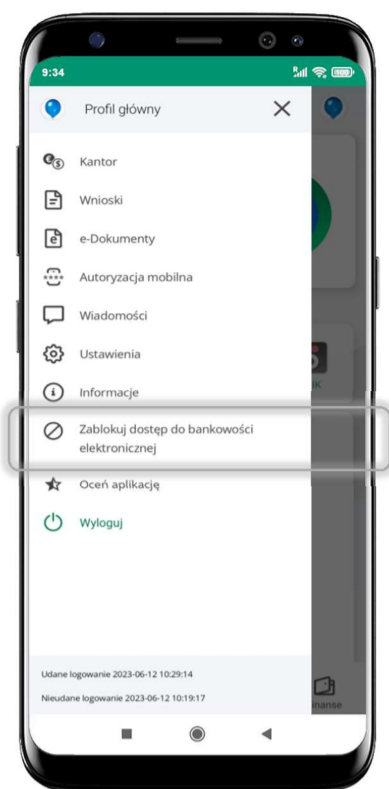 9:34
Profil główny
Kantor
Wnioski
e-Dokumenty
Autoryzacja mobilna
Wiadomości
Ustawienia
Informacje
Zablokuj dostęp do bankowości
elektronicznej
Oceń aplikację
Wyloguj
Udane logowanie 2023-06-12 10:29:14
Nieudane logowanie 2023-06-12 10:19:17
inanse